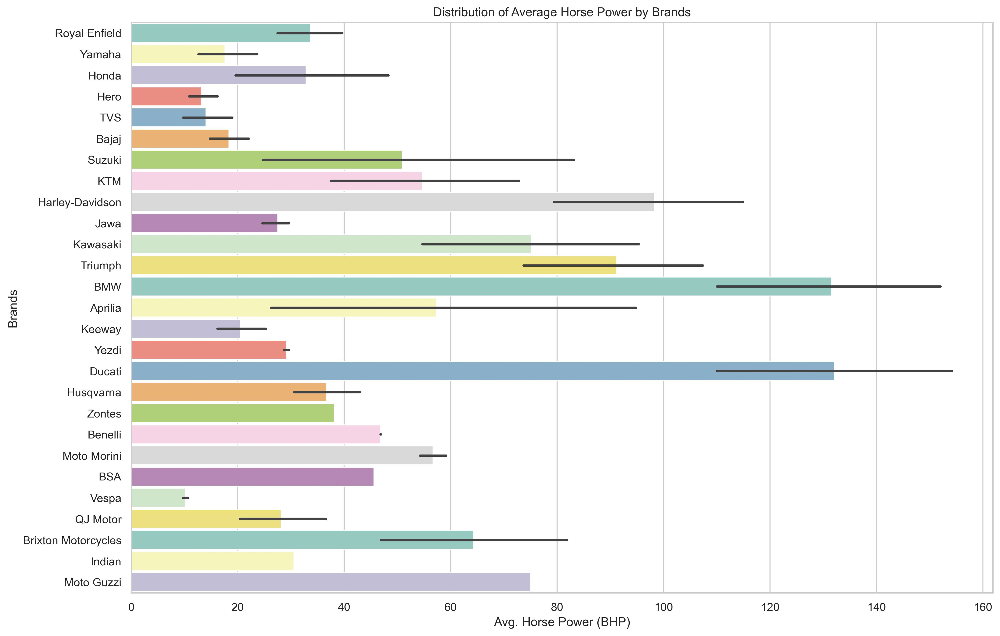 Distribution of Average Horse Power by Brands
Royal Enfield
Yamaha
Honda
Hero
TVS
Bajaj
Suzuki
KTM
Harley-Davidson
Jawa
Kawasaki
Triumph
BMW
Aprilia
Keeway
Yezdi
Ducati
Husqvarna
Zontes
Benelli
Moto Morini
BSA
Vespa
QJ Motor
Brixton Motorcycles
Indian
Moto Guzzi
Brands
0 20 40 60 80 100 120 140 160
Avg. Horse Power (BHP)